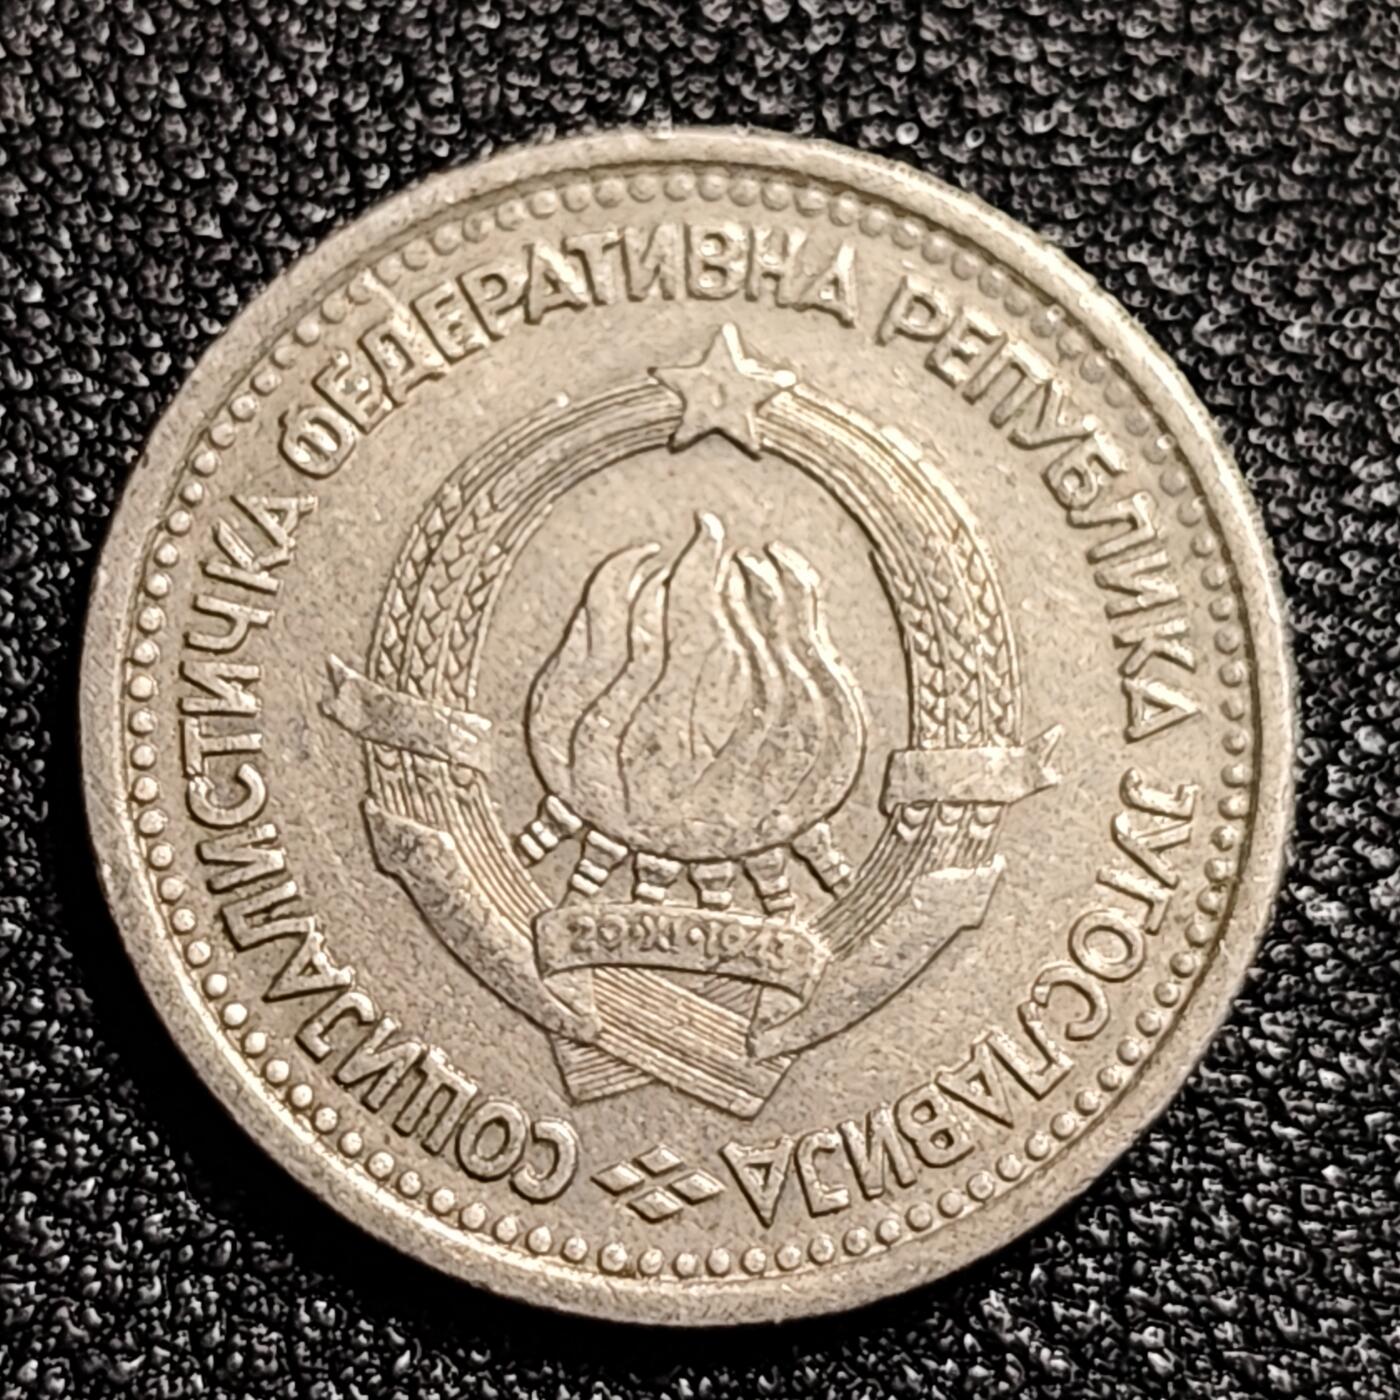 СОЦИЈАЛИСТИЧКА ФЕДЕРАТИВНА РЕПУБЛИКА ЈУГОСЛАВИЈА
29•XI•1943